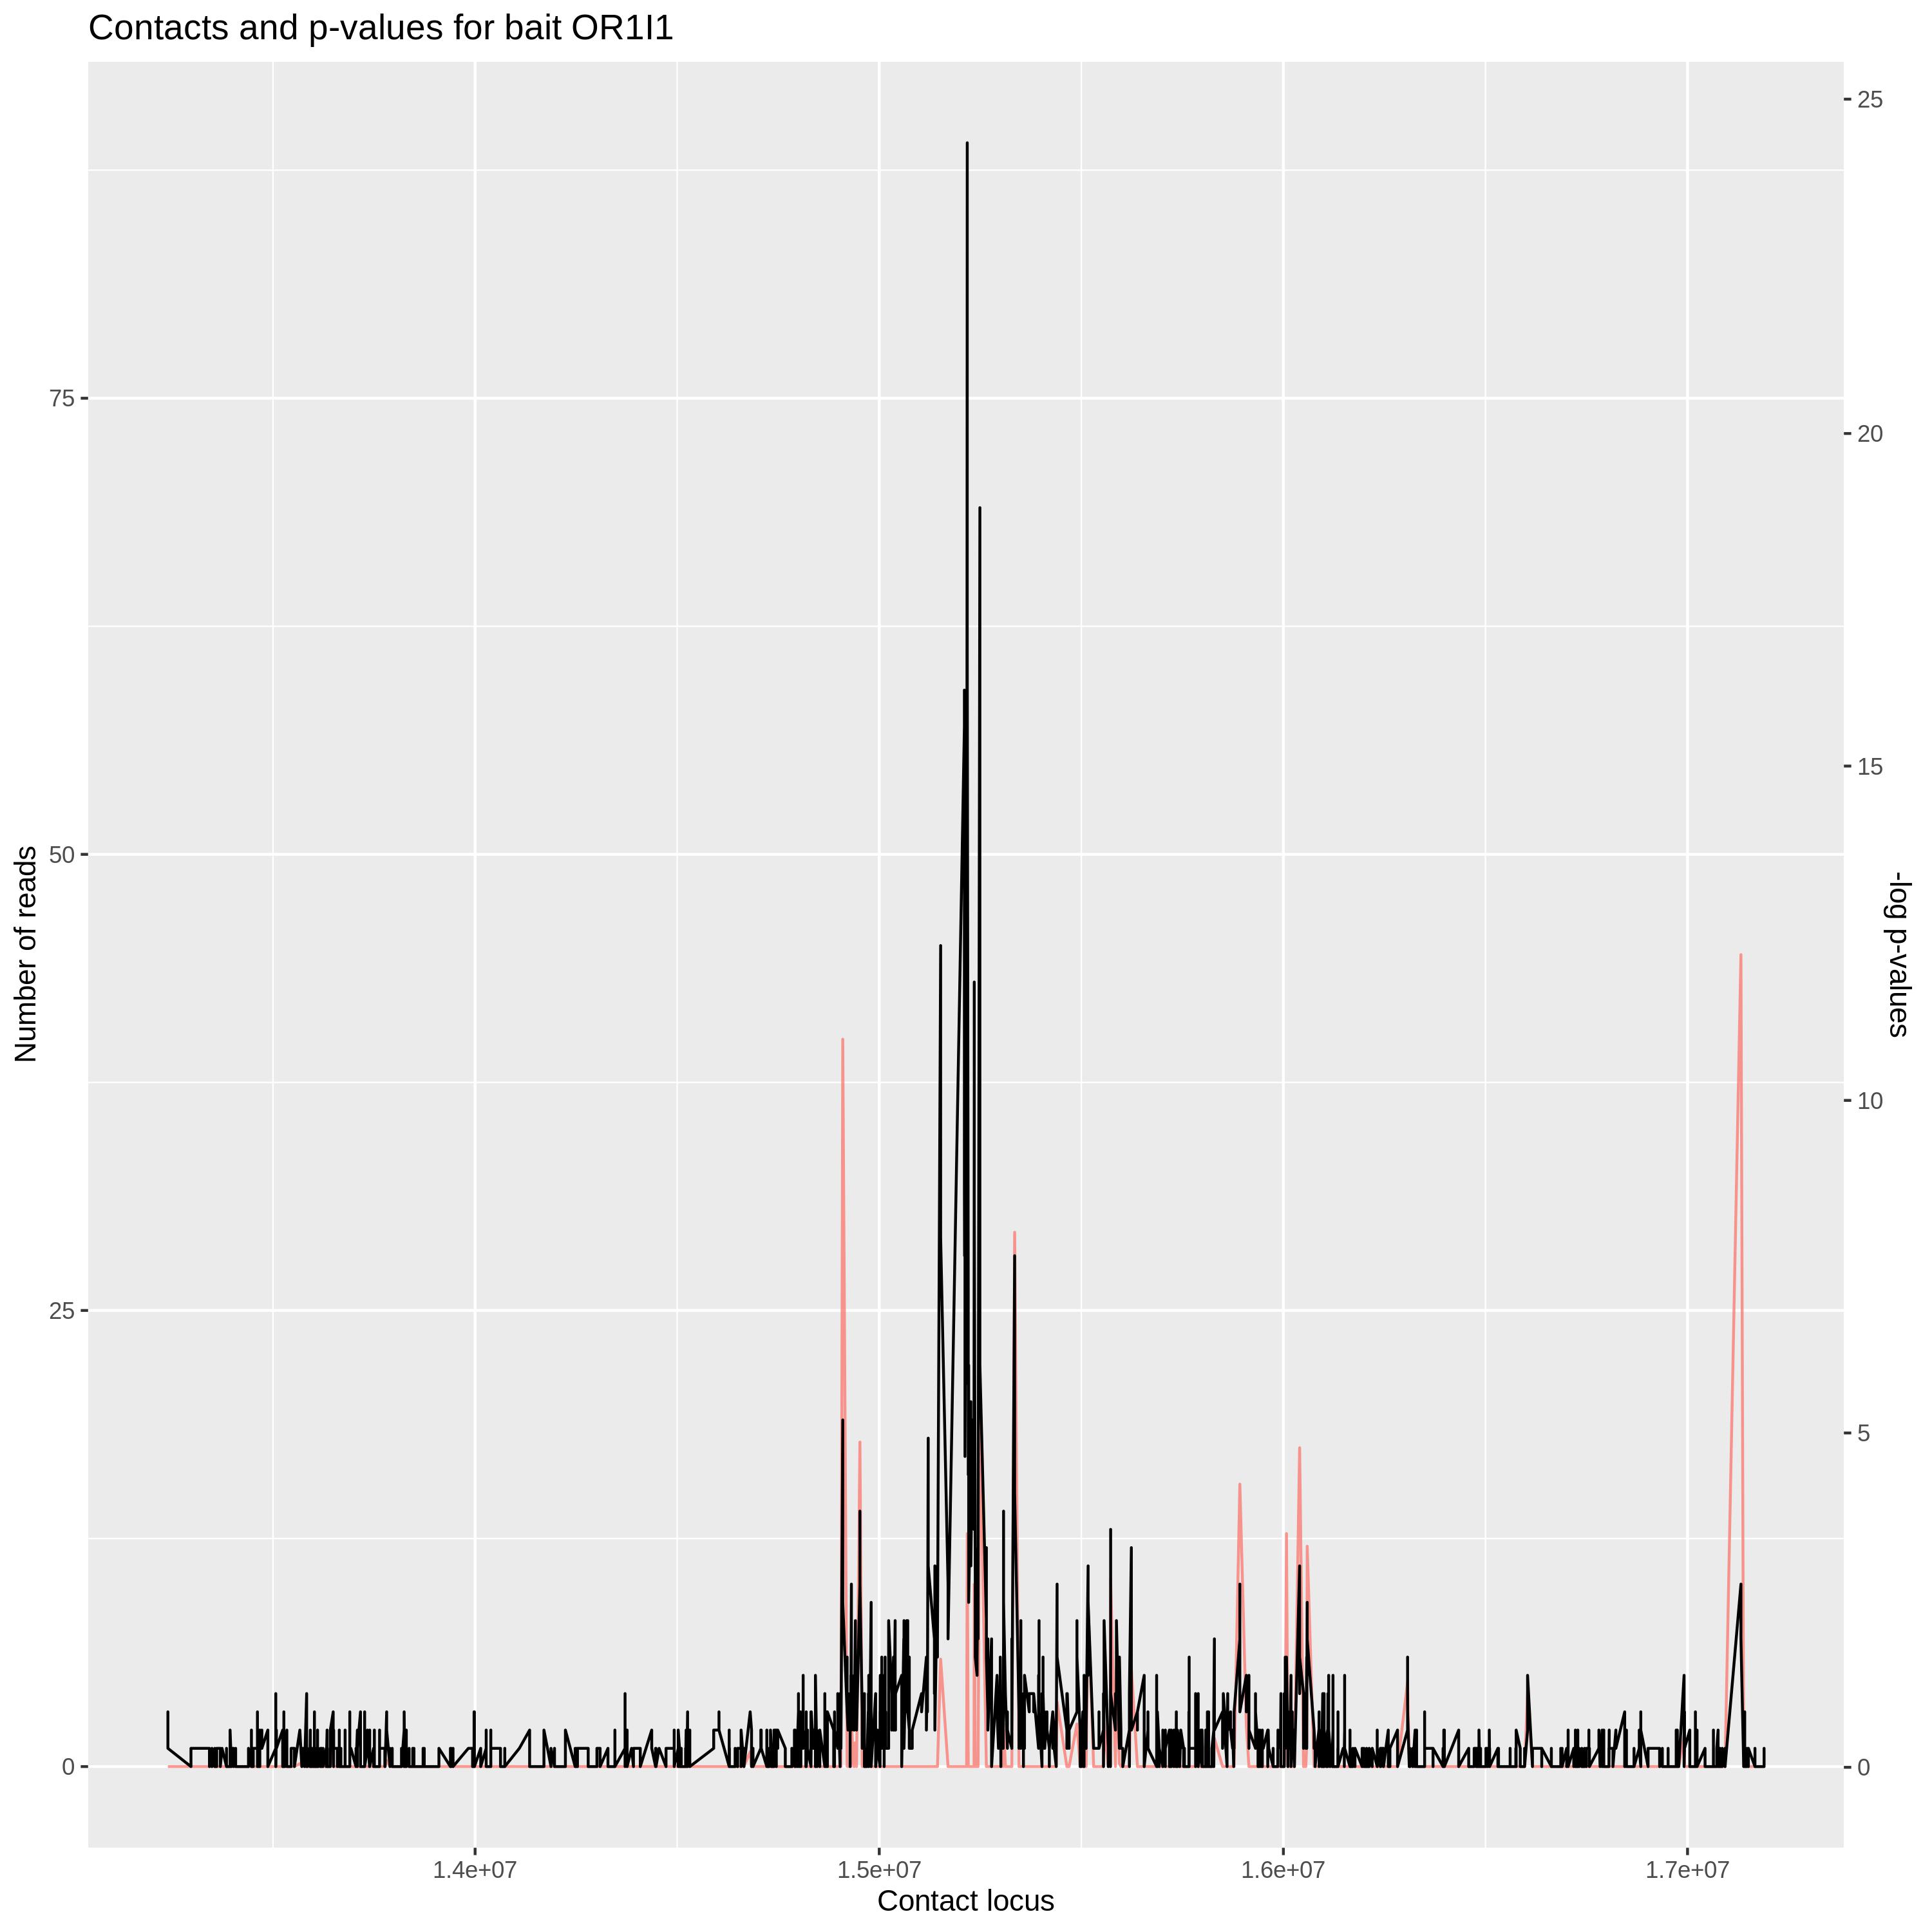 Contacts and p-values for bait OR1I1
Number of reads
75
50
25
0
25
20
15
10
5
0
-log p-values
1.4e+07
1.5e+07
1.6e+07
1.7e+07
Contact locus